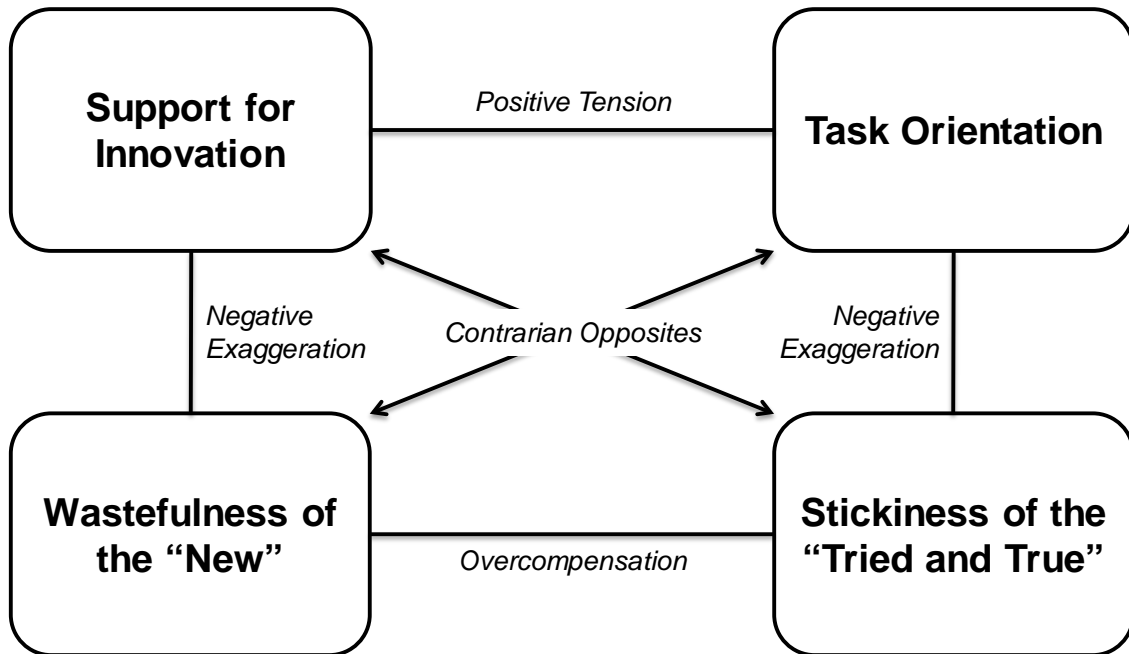 Support for
Innovation
Positive Tension
Task Orientation
Negative
Exaggeration
Contrarian Opposites
Negative
Exaggeration
Wastefulness of
the “New”
Overcompensation
Stickiness of the
“Tried and True”